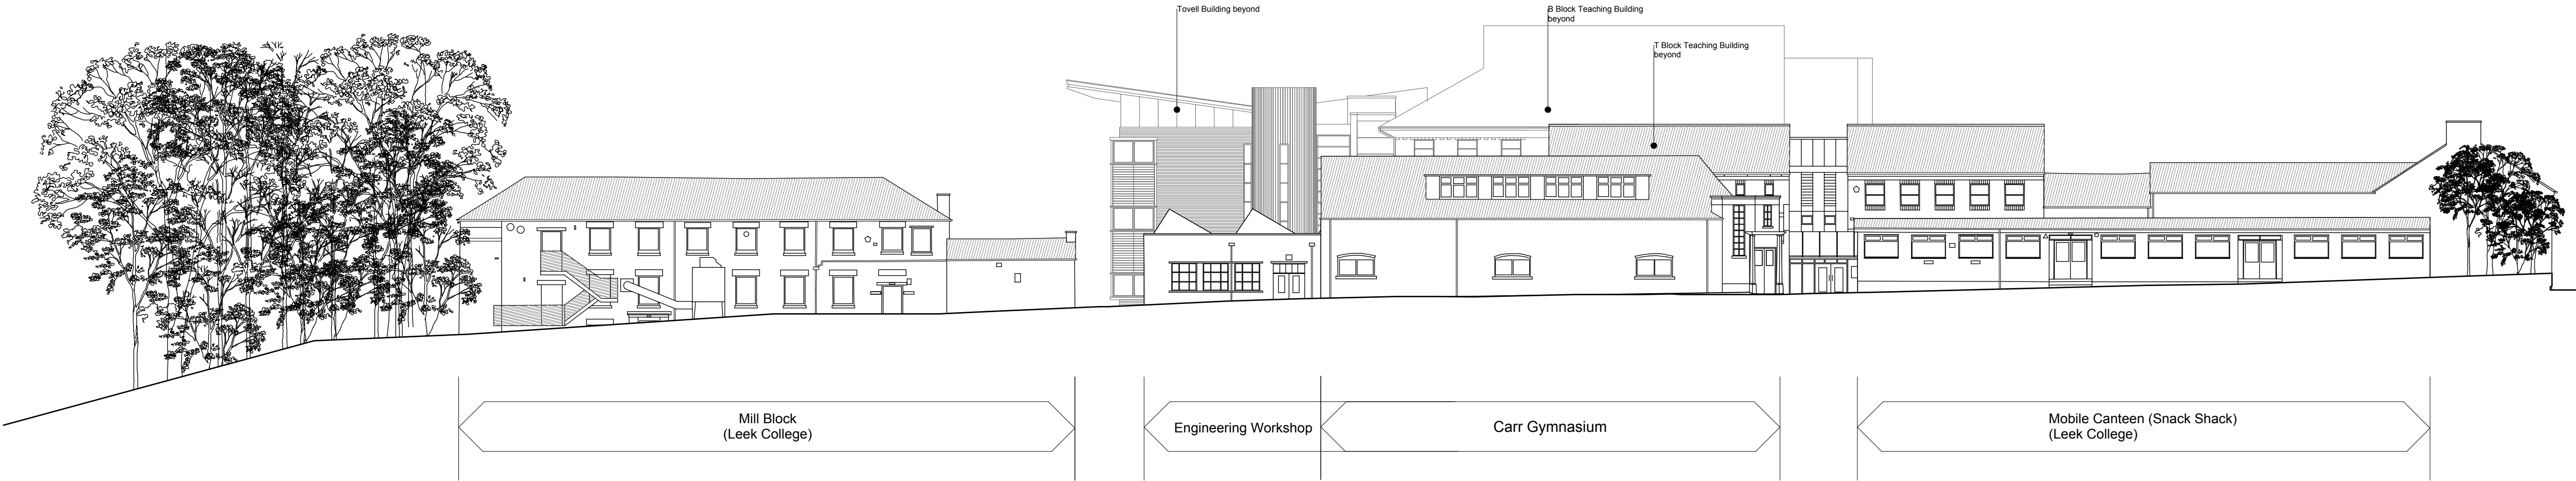 Tovell Building beyond
B Block Teaching Building
beyond
T Block Teaching Building
beyond
Mill Block
(Leek College)
Engineering Workshop
Carr Gymnasium
Mobile Canteen (Snack Shack)
(Leek College)